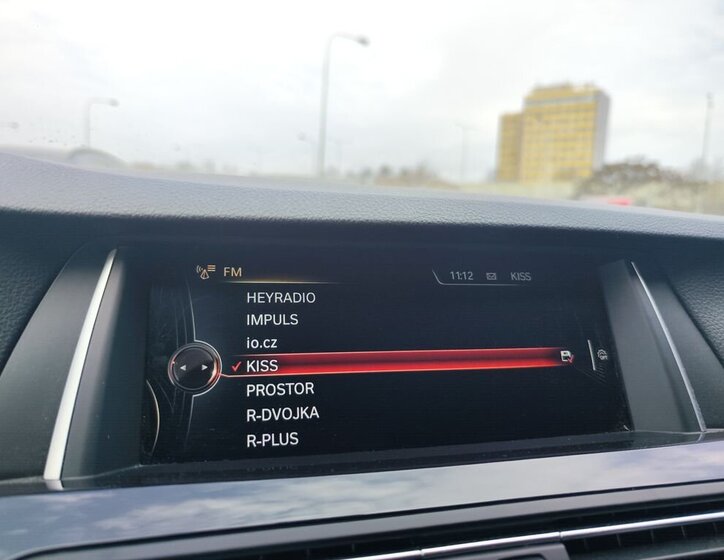 FM
11:12 KISS
HEYRADIO
IMPULS
io.cz
KISS
PROSTOR
R-DVOJKA
R-PLUS